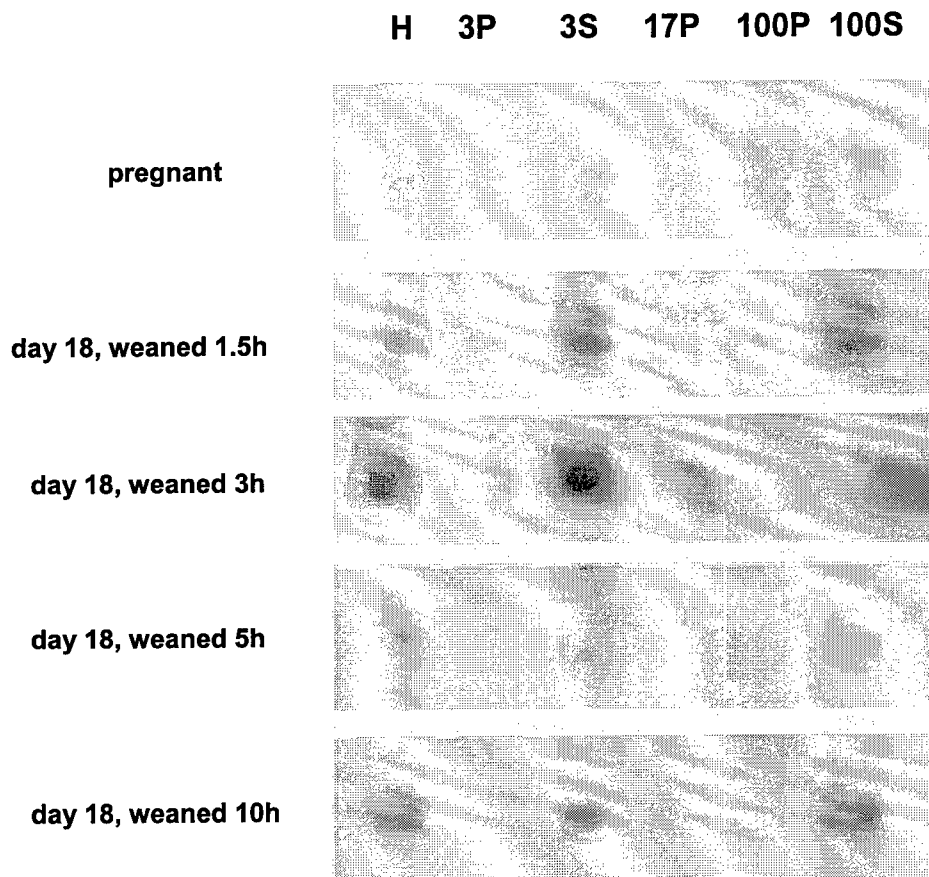 H 3P 3S 17P 100P 100S
pregnant
day 18, weaned 1.5h
day 18, weaned 3h
day 18, weaned 5h
day 18, weaned 10h